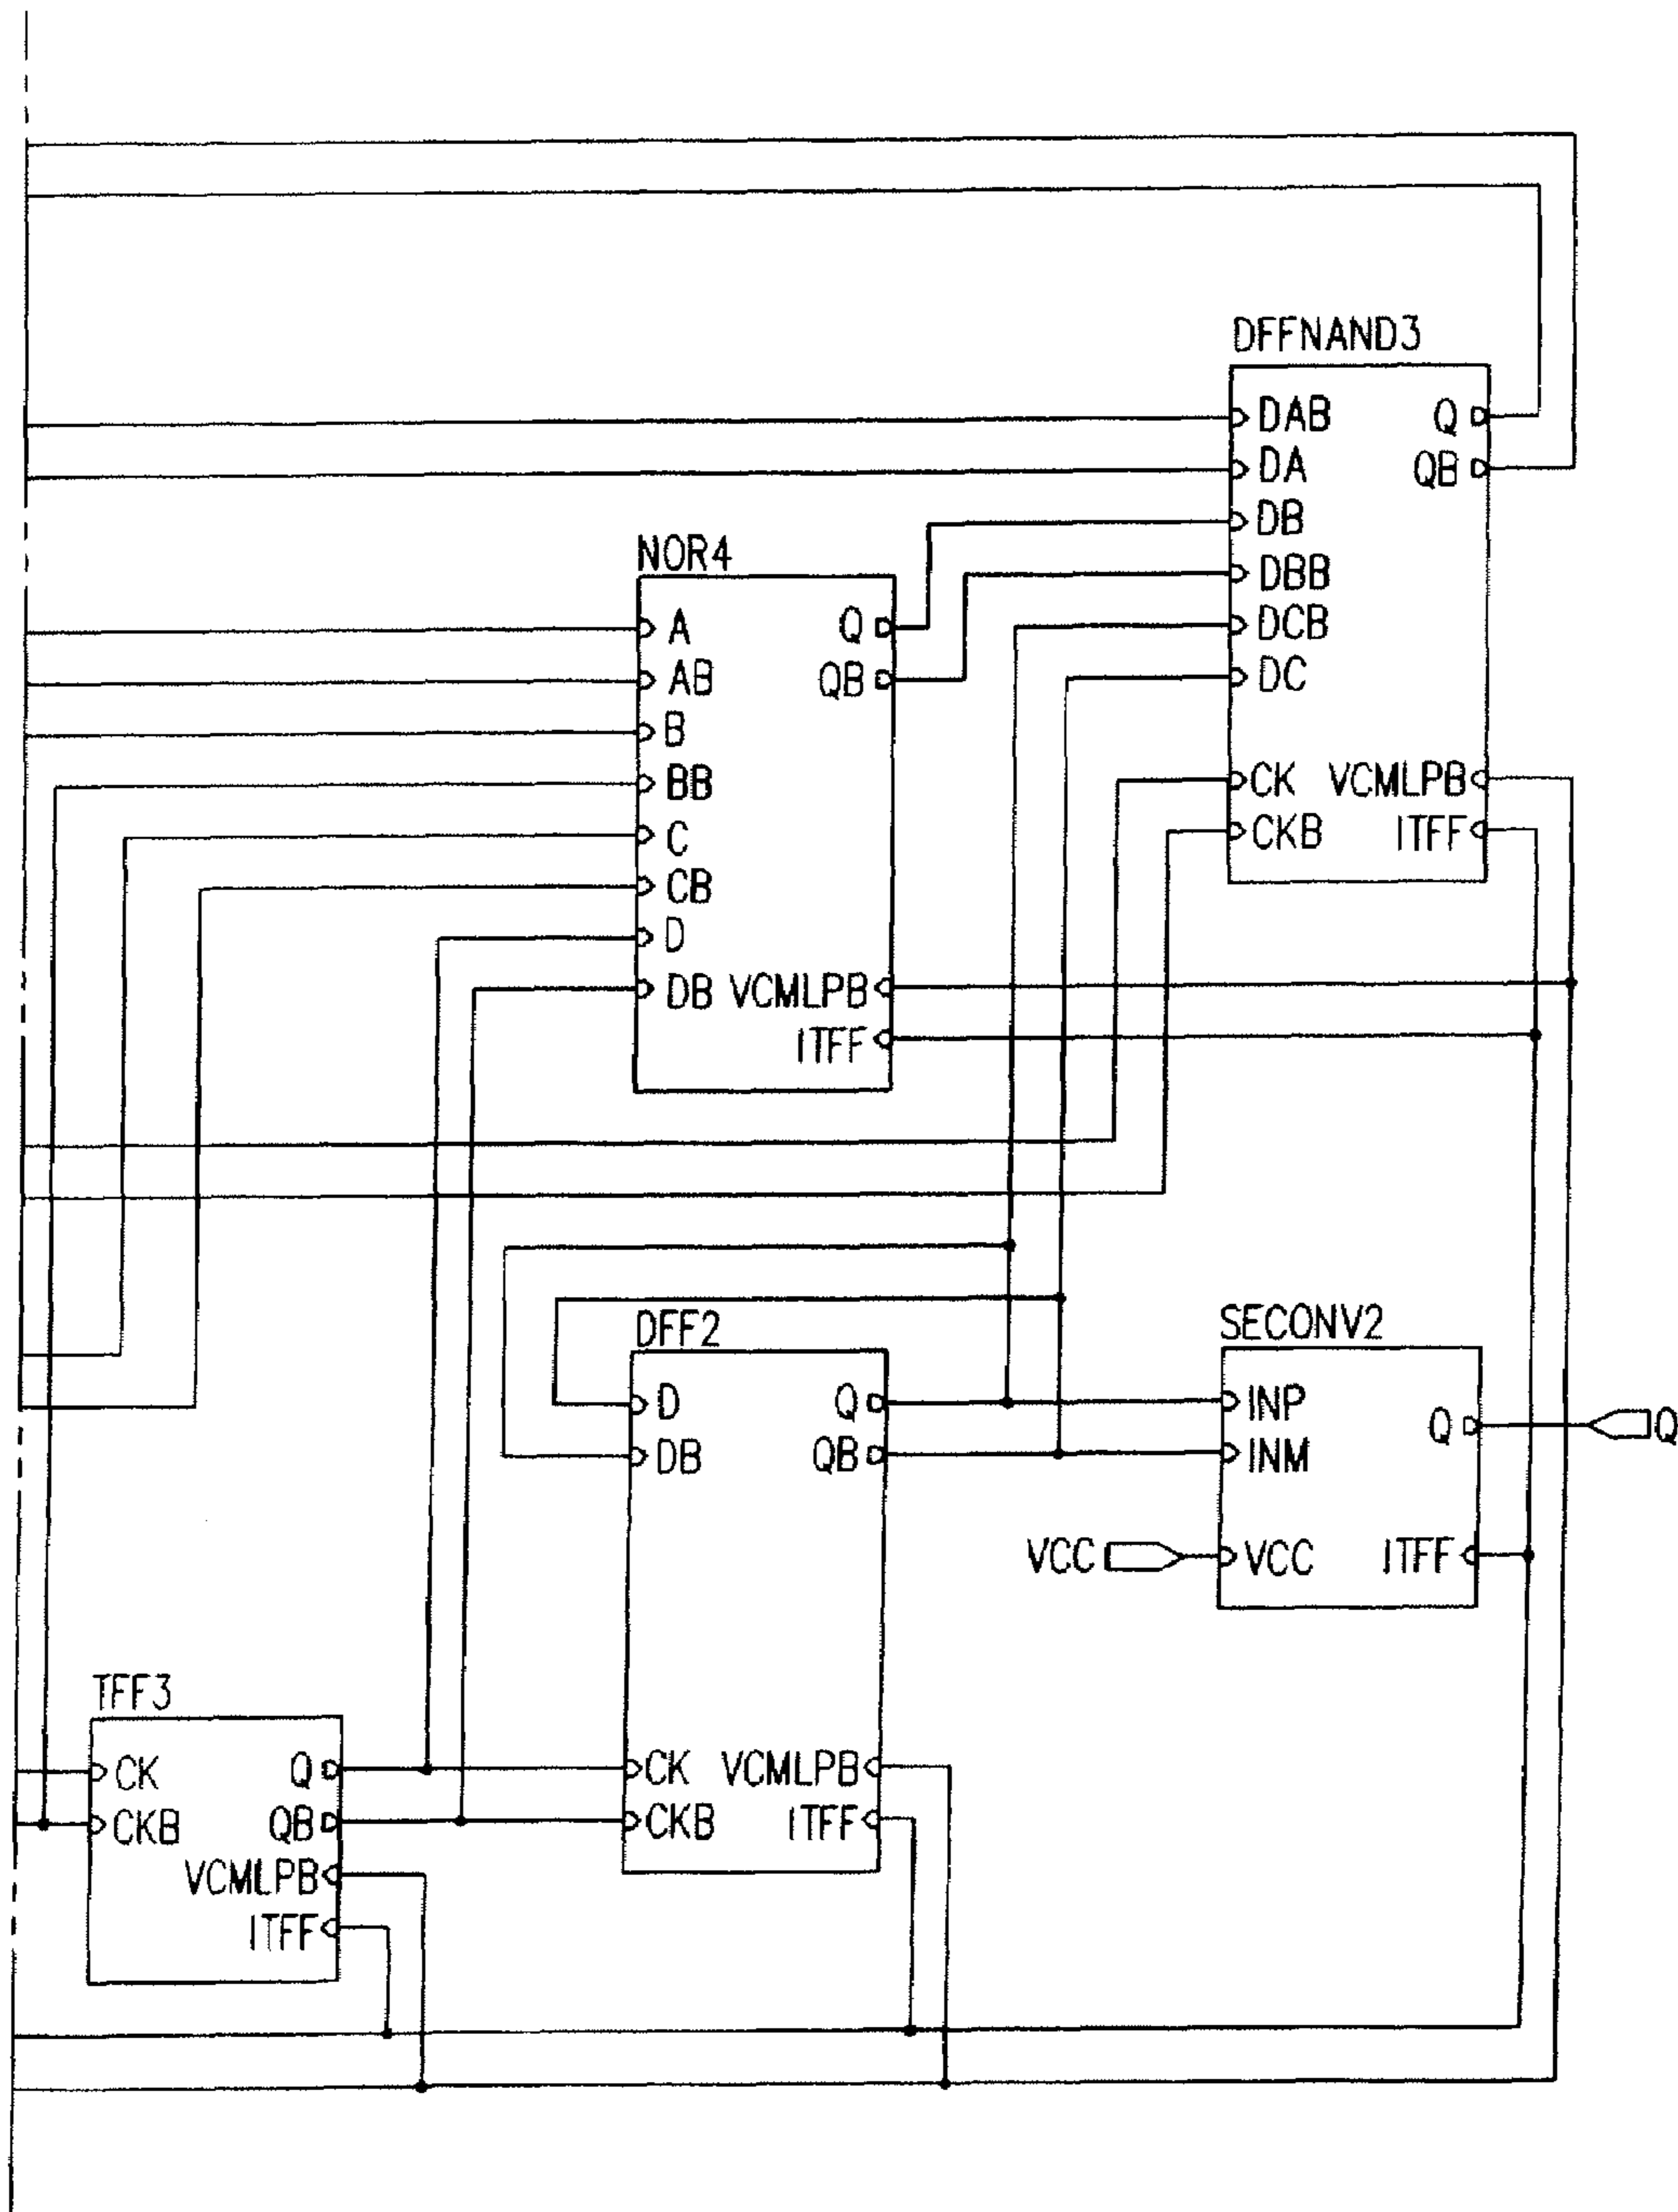 DFFNAND3
DAB Q
DA QB
DB
DBB
DCB
DC
CK VCMLPB
CKB ITFF
NOR4
A Q
AB QB
B
BB
C
CB
D
DB VCMLPB
ITFF
DFF2
D Q
DB QB
CK VCMLPB
CKB ITFF
SECONV2
INP
Q Q
INM
VCC VCC ITFF
TFF3
CK Q
CKB QB
VCMLPB
ITFF